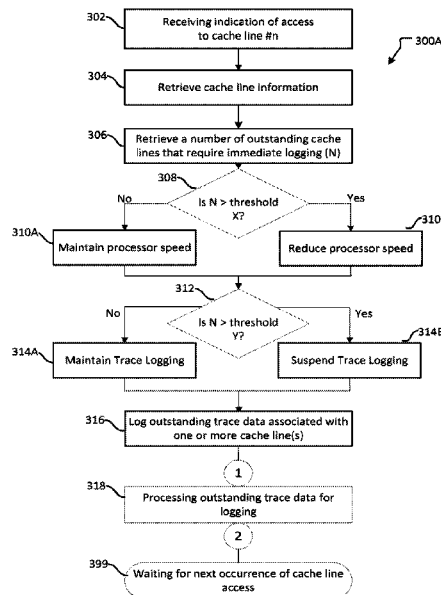 302
Receiving indication of access
to cache line #n
300A
304
Retrieve cache line information
306
Retrieve a number of outstanding cache
lines that require immediate logging (N)
308
No
Is N > threshold
X?
Yes
310A
Maintain processor speed
310
Reduce processor speed
312
No
Is N > threshold
Y?
Yes
314A
Maintain Trace Logging
314B
Suspend Trace Logging
316
Log outstanding trace data associated with
one or more cache line(s)
1
318
Processing outstanding trace data for
logging
2
399
Waiting for next occurrence of cache line
access